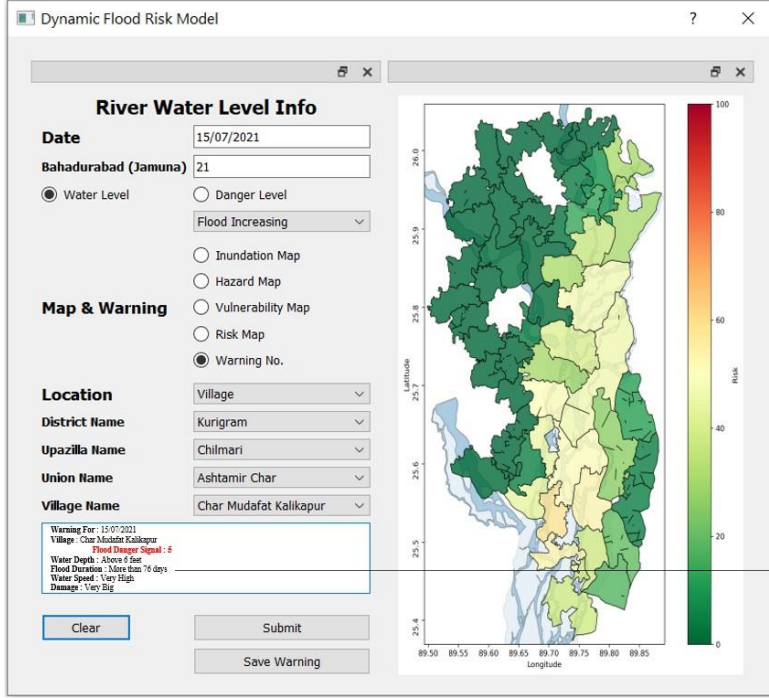 Dynamic Flood Risk Model
River Water Level Info
Date 15/07/2021
Bahadurabad (Jamuna) 21
Water Level Danger Level
Flood Increasing
Inundation Map
Hazard Map
Map & Warning Vulnerability Map
Risk Map
Warning No.
Location Village
District Name Kurigram
Upazilla Name Chilmari
Union Name Ashtamir Char
Village Name Char Mudafat Kalikapur
Warning For : 15/07/2021
Village : Char Mudafat Kalikapur
Flood Danger Signal : 5
Water Depth : Above 6 feet
Flood Duration : More than 76 days
Water Speed : Very High
Damage : Very Big
Clear Submit
Save Warning
26.0
25.9
25.8
25.7
25.6
25.5
25.4
Latitude
89.50 89.55 89.60 89.65 89.70 89.75 89.80 89.85
Longitude
100
80
60
40
20
0
Risk